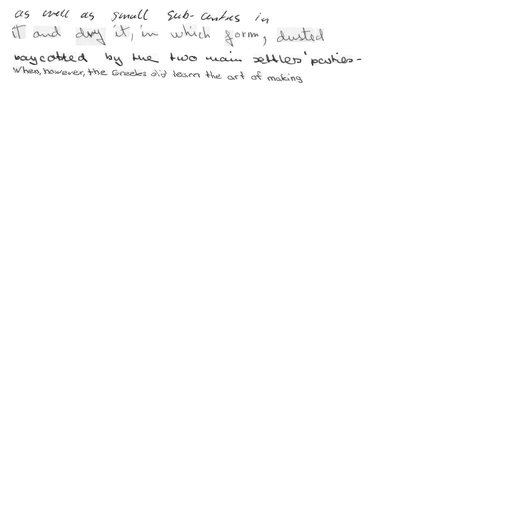 as well as small sub-centres in
it and dry it, in which form, dusted
boycotted by the two main settlers' parties-
When, however, the Greeks did learn the art of making